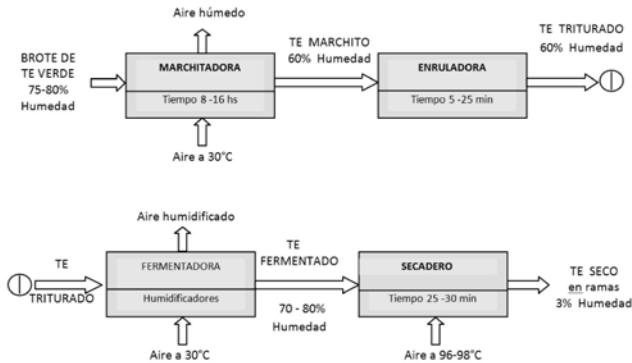 Aire húmedo
BROTE DE
TE VERDE
75-80%
Humedad
MARCHITADORA
Tiempo 8 -16 hs
Aire a 30°C
TE MARCHITO
60% Humedad
ENRULADORA
Tiempo 5 -25 min
TE TRITURADO
60% Humedad
Aire humidificado
TE
TRITURADO
FERMENTADORA
Humidificadores
Aire a 30°C
TE
FERMENTADO
70 - 80%
Humedad
SECADERO
Tiempo 25 -30 min
Aire a 96-98°C
TE SECO
en ramas
3% Humedad